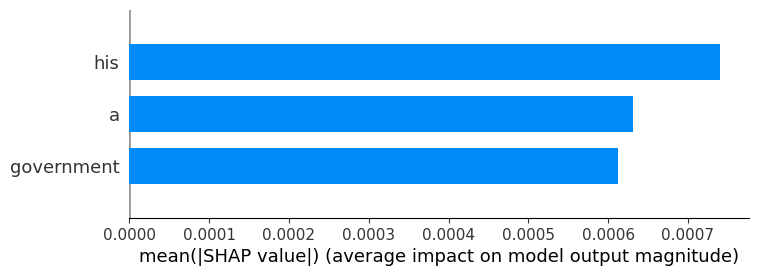 his
a
government
0.0000 0.0001 0.0002 0.0003 0.0004 0.0005 0.0006 0.0007
mean(|SHAP value|) (average impact on model output magnitude)